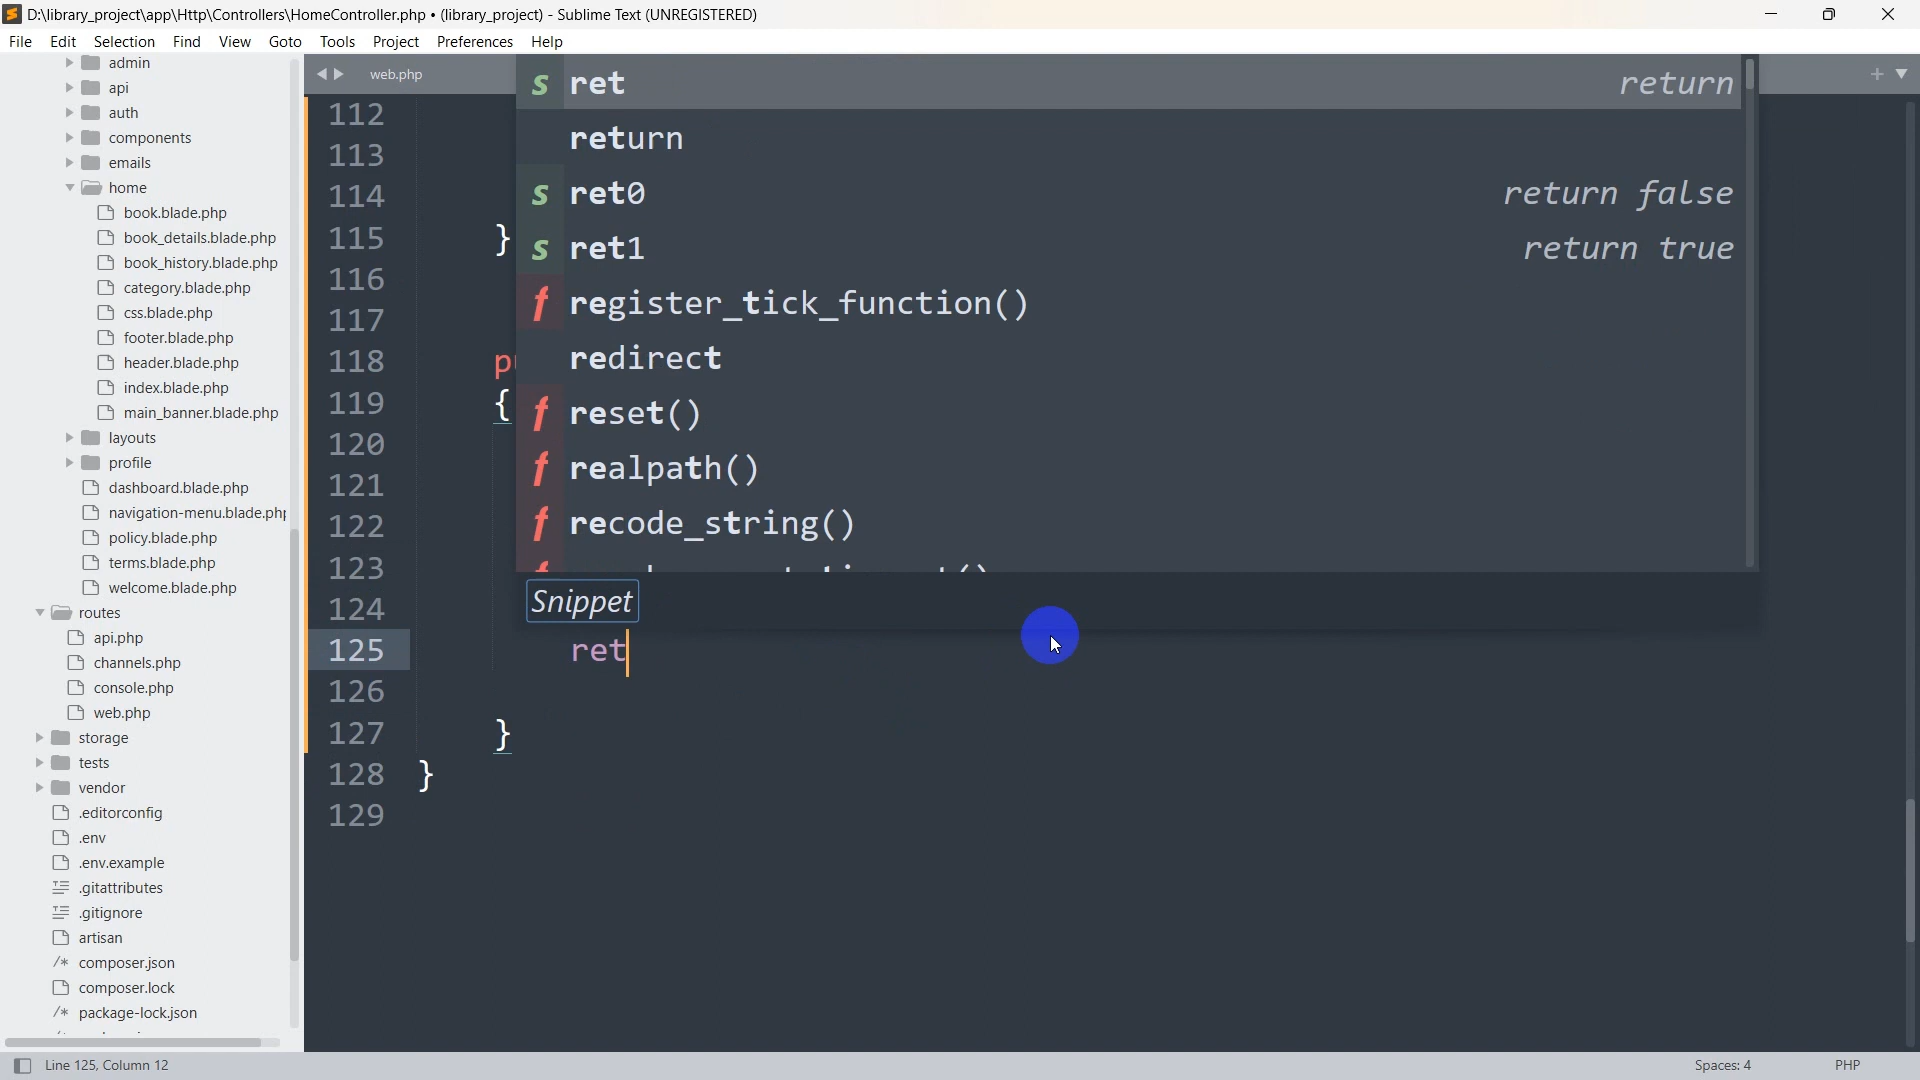 D:\library_project\app\Http\Controllers\HomeController.php • (library_project) - Sublime Text (UNREGISTERED)
File Edit Selection Find View Goto Tools Project Preferences Help
admin
api
auth
components
emails
home
book.blade.php
book_details.blade.php
book_history.blade.php
category.blade.php
css.blade.php
footer.blade.php
header.blade.php
index.blade.php
main_banner.blade.php
layouts
profile
dashboard.blade.php
navigation-menu.blade.php
policy.blade.php
terms.blade.php
welcome.blade.php
routes
api.php
channels.php
console.php
web.php
storage
tests
vendor
.editorconfig
.env
.env.example
.gitattributes
.gitignore
artisan
/* composer.json
composer.lock
/* package-lock.json
web.php
112
113
114
115 }
116
117
118
119 {
120
121
122
123
124
125 ret
126
127 }
128 }
129
s ret return
return
s ret0 return false
s ret1 return true
f register_tick_function()
redirect
f reset()
f realpath()
f recode_string()
Snippet
Line 125, Column 12
Spaces: 4
PHP